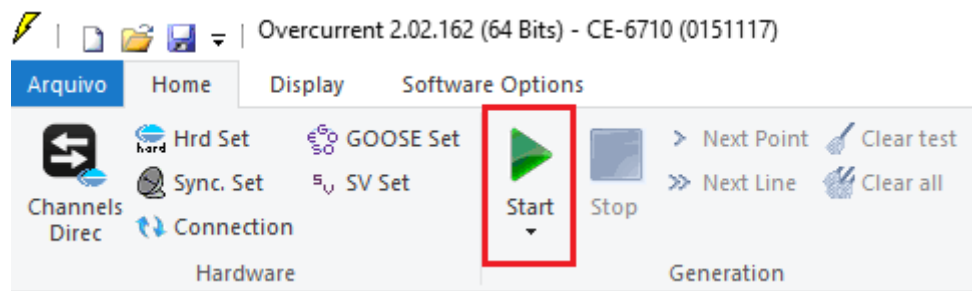 Overcurrent 2.02.162 (64 Bits) - CE-6710 (0151117)
Arquivo Home Display Software Options
Channels Direc
hard Hrd Set
Sync. Set
Connection
GOOSE Set
SV Set
Hardware
Start
Stop
Next Point
Next Line
Clear test
Clear all
Generation